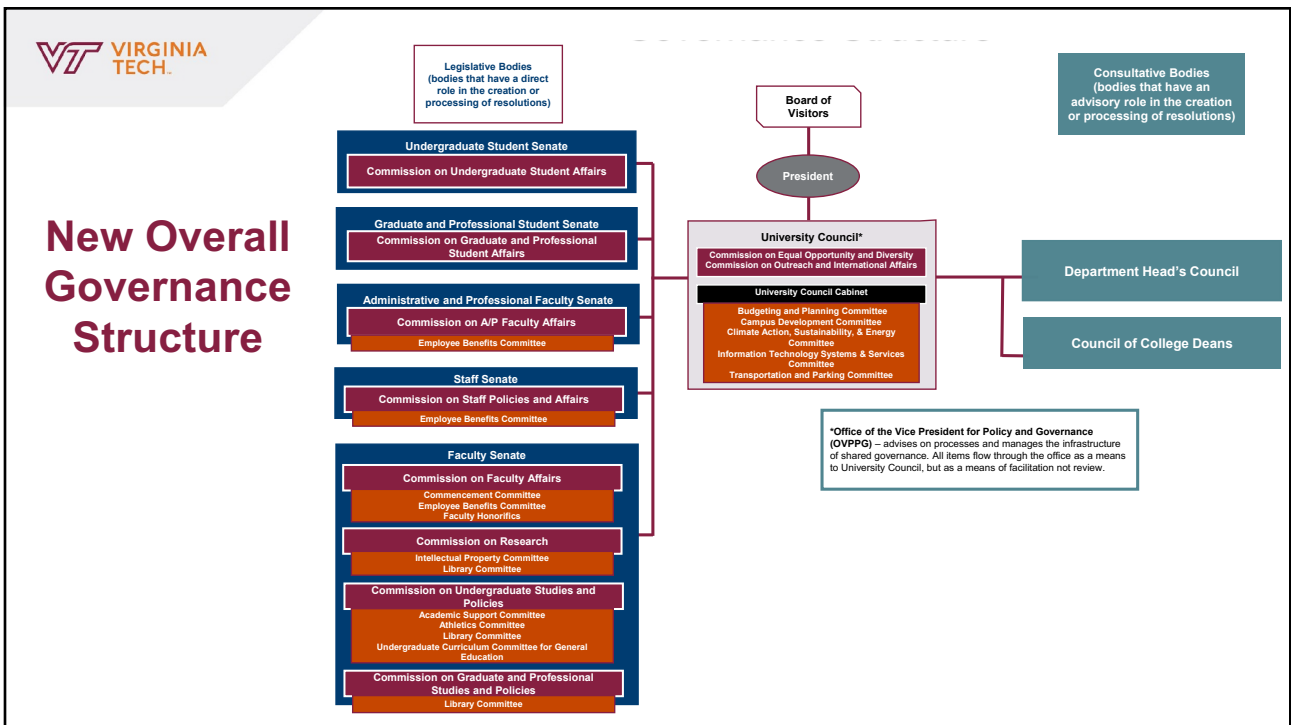 VT VIRGINIA
TECH™
New Overall
Governance
Structure
Legislative Bodies
(bodies that have a direct
role in the creation or
processing of resolutions)
Undergraduate Student Senate
Commission on Undergraduate Student Affairs
Graduate and Professional Student Senate
Commission on Graduate and Professional
Student Affairs
Administrative and Professional Faculty Senate
Commission on A/P Faculty Affairs
Employee Benefits Committee
Staff Senate
Commission on Staff Policies and Affairs
Employee Benefits Committee
Faculty Senate
Commission on Faculty Affairs
Commencement Committee
Employee Benefits Committee
Faculty Honorifics
Commission on Research
Intellectual Property Committee
Library Committee
Commission on Undergraduate Studies and
Policies
Academic Support Committee
Athletics Committee
Library Committee
Undergraduate Curriculum Committee for General
Education
Commission on Graduate and Professional
Studies and Policies
Library Committee
Board of
Visitors
President
University Council*
Commission on Equal Opportunity and Diversity
Commission on Outreach and International Affairs
University Council Cabinet
Budgeting and Planning Committee
Campus Development Committee
Climate Action, Sustainability, & Energy
Committee
Information Technology Systems & Services
Committee
Transportation and Parking Committee
Consultative Bodies
(bodies that have an
advisory role in the creation
or processing of resolutions)
Department Head’s Council
Council of College Deans
*Office of the Vice President for Policy and Governance
(OVPPG) – advises on processes and manages the infrastructure
of shared governance. All items flow through the office as a means
to University Council, but as a means of facilitation not review.